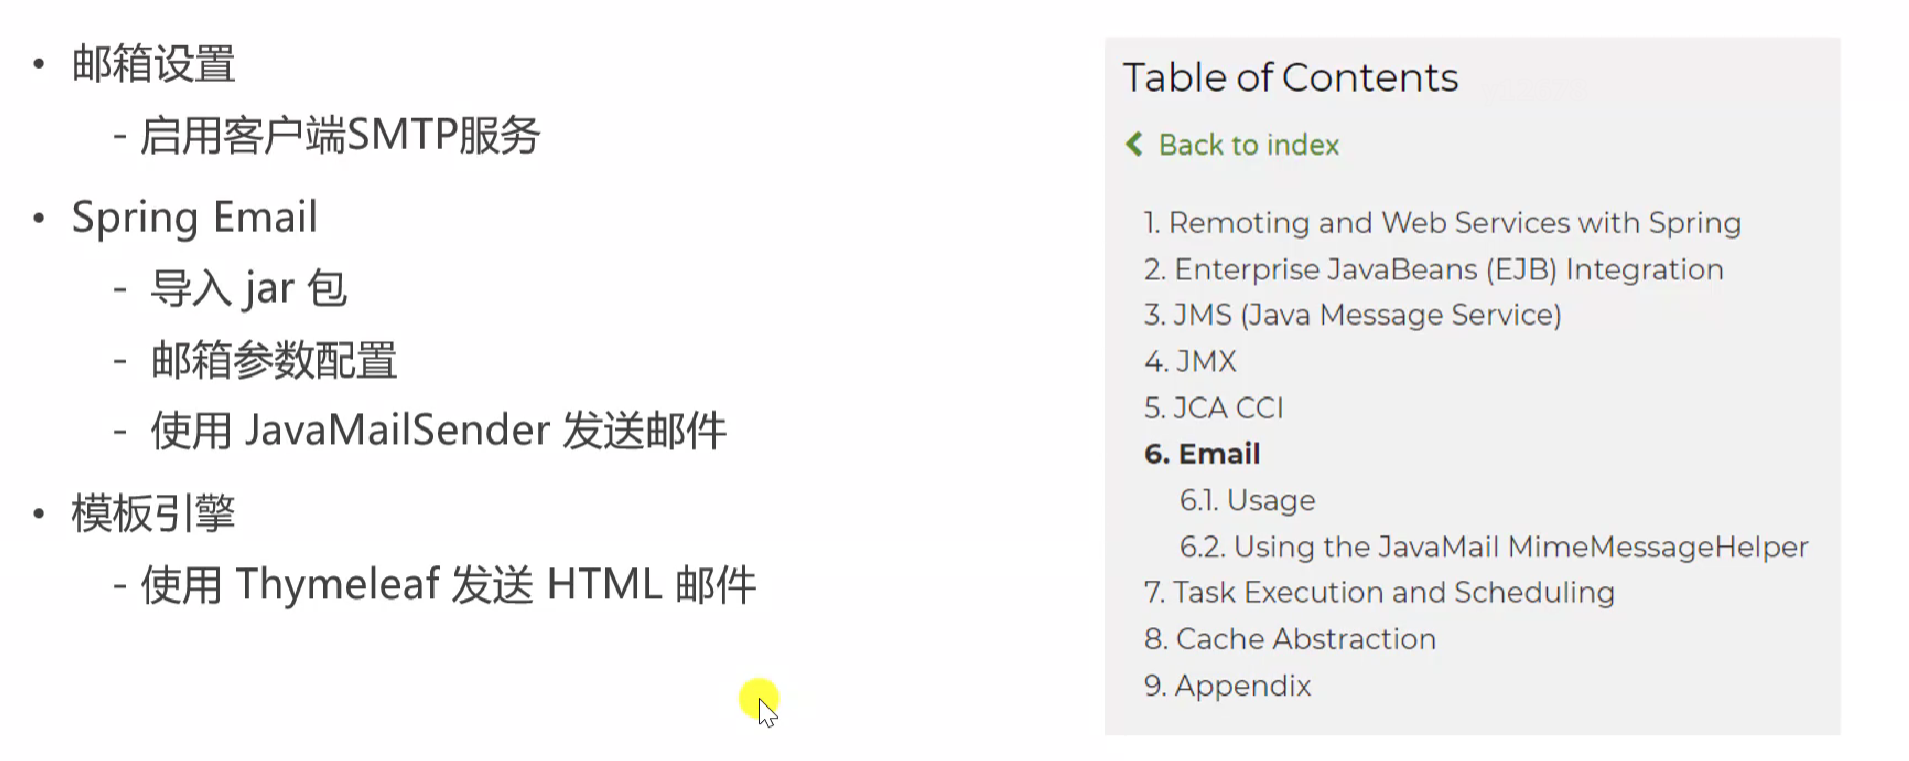 • 邮箱设置
- 启用客户端SMTP服务
• Spring Email
- 导入 jar 包
- 邮箱参数配置
- 使用 JavaMailSender 发送邮件
• 模板引擎
- 使用 Thymeleaf 发送 HTML 邮件
Table of Contents
Back to index
1. Remoting and Web Services with Spring
2. Enterprise JavaBeans (EJB) Integration
3. JMS (Java Message Service)
4. JMX
5. JCA CCI
6. Email
6.1. Usage
6.2. Using the JavaMail MimeMessageHelper
7. Task Execution and Scheduling
8. Cache Abstraction
9. Appendix